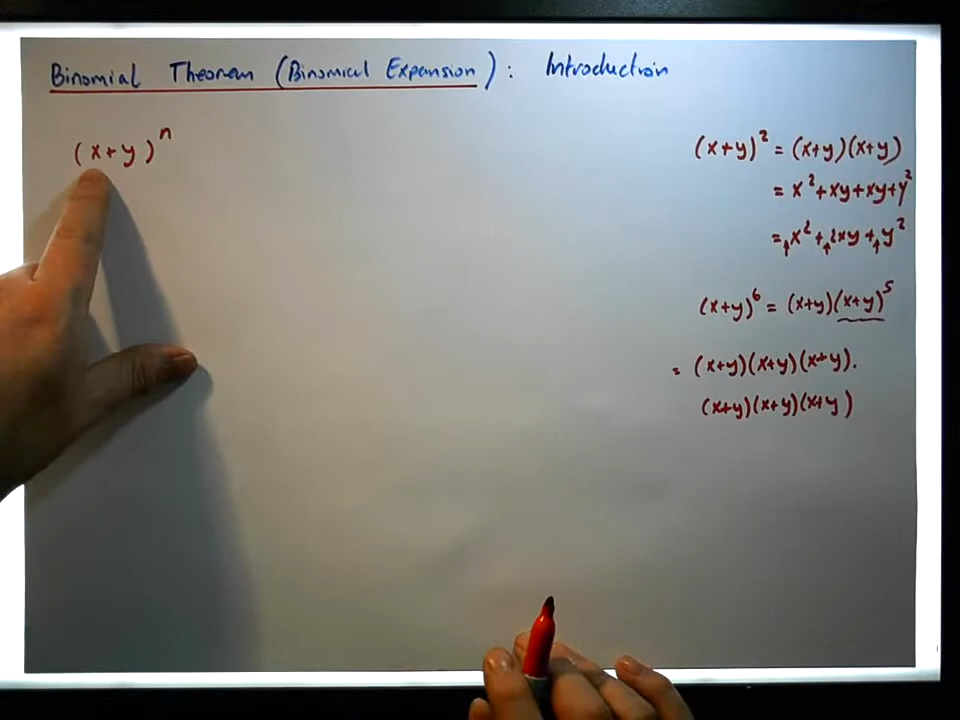 Binomial Theorem (Binomial Expansion) : Introduction
(x+y)^n
(x+y)^2 = (x+y)(x+y)
= x^2+xy+xy+y^2
= x^2+2xy+y^2
(x+y)^6 = (x+y)(x+y)^5
= (x+y)(x+y)(x+y).
(x+y)(x+y)(x+y)